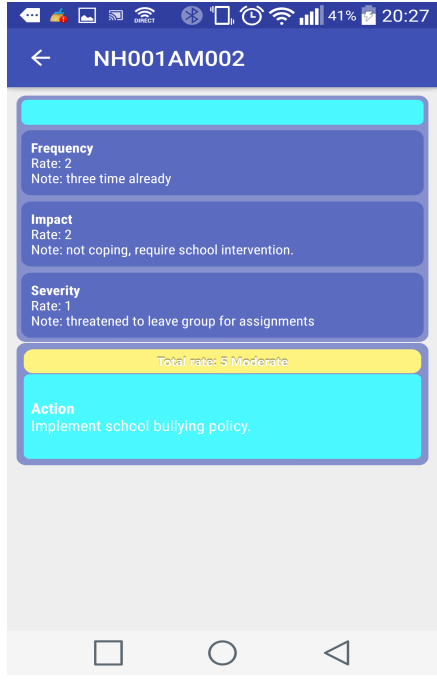 DIRECT
41%
20:27
NH001AM002
Frequency
Rate: 2
Note: three time already
Impact
Rate: 2
Note: not coping, require school intervention.
Severity
Rate: 1
Note: threatened to leave group for assignments
Total rate: 5 Moderate
Action
Implement school bullying policy.